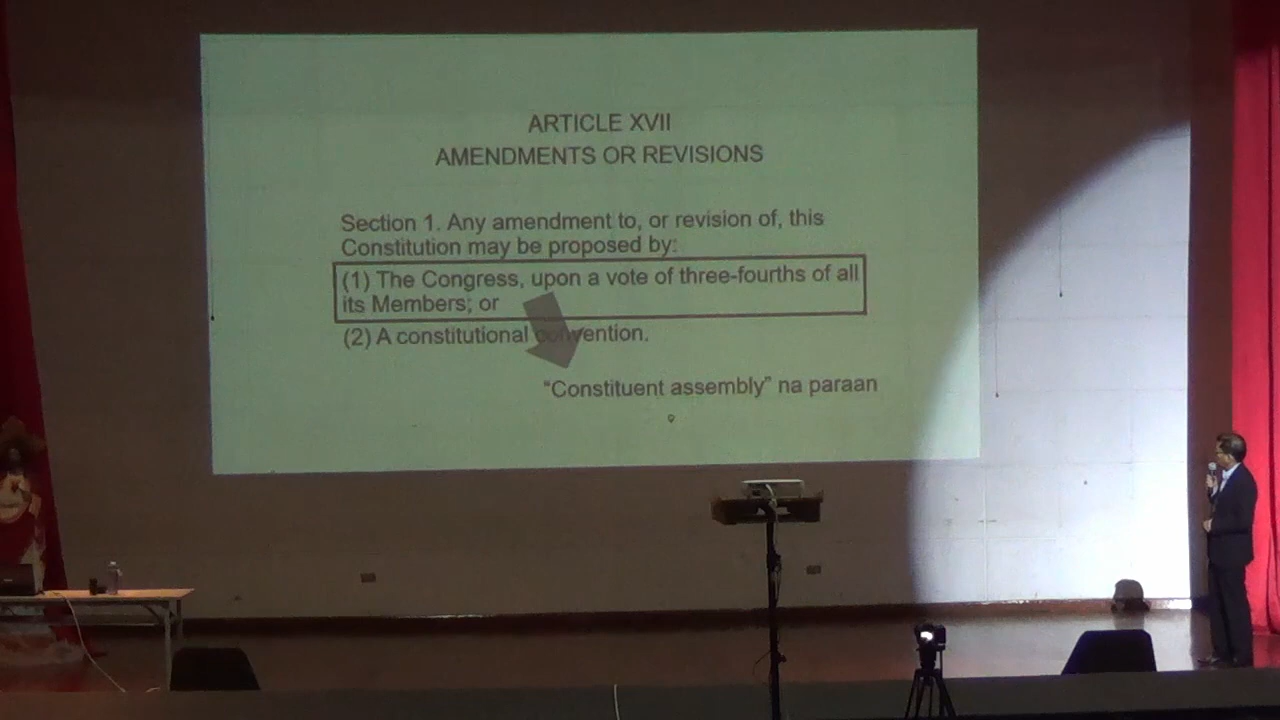 ARTICLE XVII
AMENDMENTS OR REVISIONS
Section 1. Any amendment to, or revision of, this
Constitution may be proposed by:
(1) The Congress, upon a vote of three-fourths of all
its Members; or
(2) A constitutional convention.
“Constituent assembly” na paraan